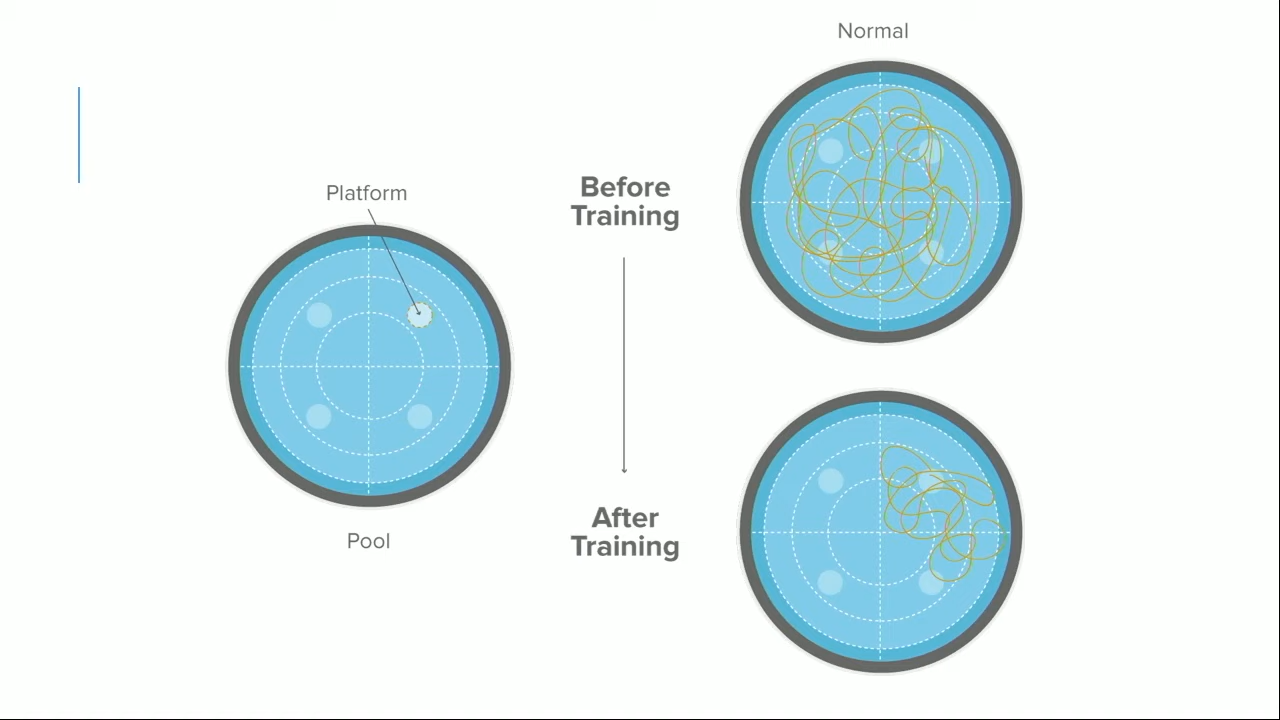 Normal
Platform
Before
Training
Pool
After
Training